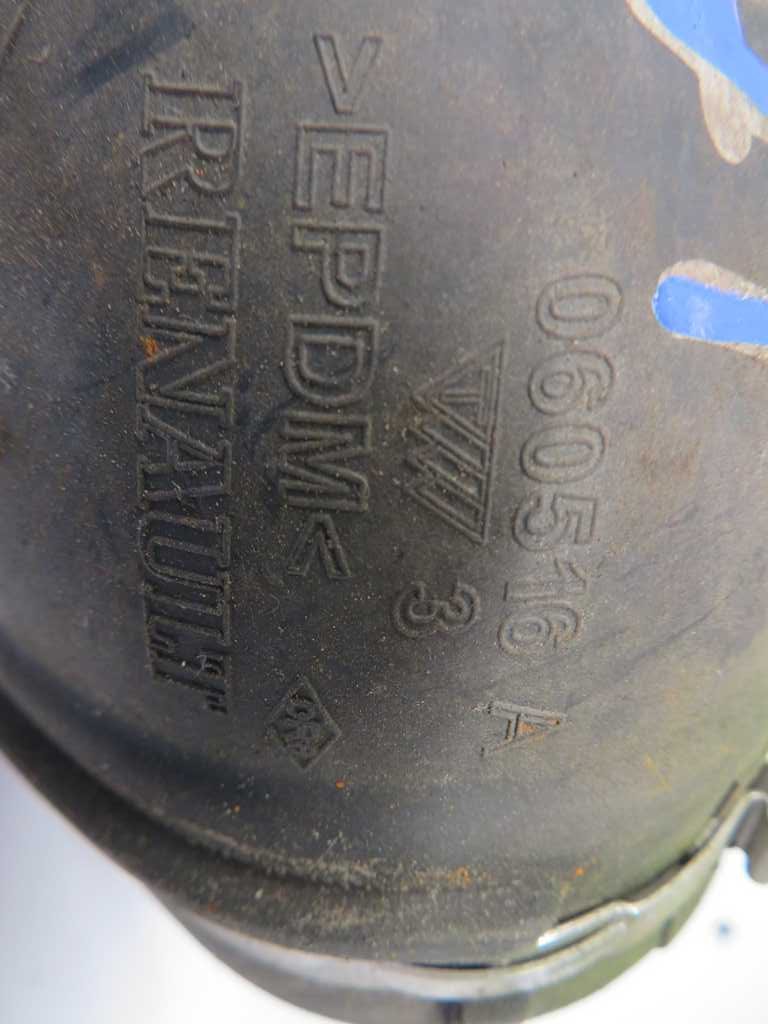 060516 A
3
>EPDM<
RENAULT